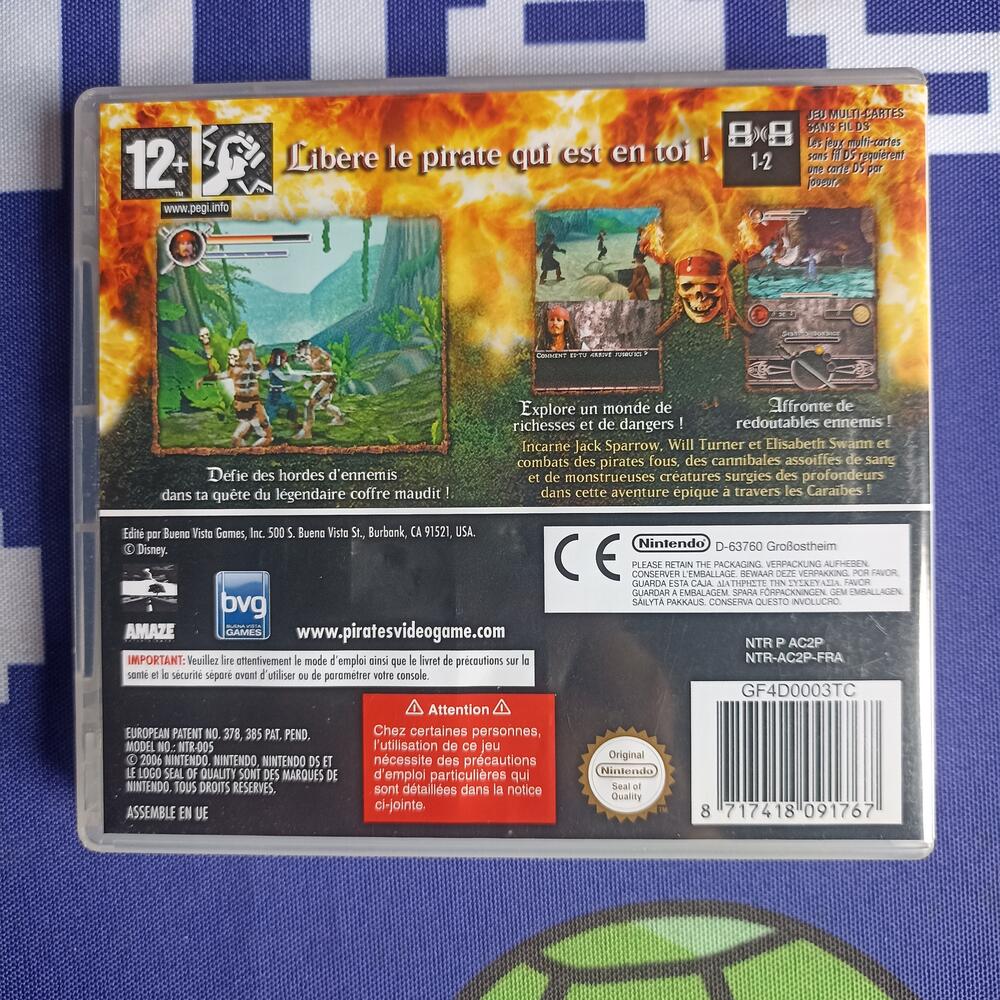 12+
www.pegi.info
Libère le pirate qui est en toi !
1-2
JEU MULTI-CARTES
SANS FIL DS
Les jeux multi-cartes
sans fil DS requièrent
une carte DS par
joueur.
COMMENT ES-TU ARRIVÉ JUSQU'ICI ?
Défie des hordes d'ennemis
dans ta quête du légendaire coffre maudit !
Explore un monde de
richesses et de dangers !
Affronte de
redoutables ennemis !
Incarne Jack Sparrow, Will Turner et Elisabeth Swann et
combats des pirates fous, des cannibales assoiffés de sang
et de monstrueuses créatures surgies des profondeurs
dans cette aventure épique à travers les Caraïbes !
Edité par Buena Vista Games, Inc. 500 S. Buena Vista St., Burbank, CA 91521, USA.
© Disney.
AMAZE
bvg
BUENA VISTA
GAMES
www.piratesvideogame.com
CE
Nintendo
D-63760 Großostheim
PLEASE RETAIN THE PACKAGING. VERPACKUNG AUFHEBEN.
CONSERVER L'EMBALLAGE. BEWAAR DEZE VERPAKKING. POR FAVOR,
GUARDA ESTA CAJA. ΔΙΑΤΗΡΗΣΤΕ ΤΗΝ ΣΥΣΚΕΥΑΣΙΑ. FAVOR
GUARDAR A EMBALAGEM. SPARA FÖRPACKNINGEN. GEM EMBALLAGEN.
SÄILYTÄ PAKKAUS. CONSERVA QUESTO INVOLUCRO.
IMPORTANT: Veuillez lire attentivement le mode d'emploi ainsi que le livret de précautions sur la
santé et la sécurité séparé avant d'utiliser ou de paramétrer votre console.
NTR P AC2P
NTR-AC2P-FRA
EUROPEAN PATENT NO. 378, 385 PAT. PEND.
MODEL NO.: NTR-005
© 2006 NINTENDO. NINTENDO, NINTENDO DS ET
LE LOGO SEAL OF QUALITY SONT DES MARQUES DE
NINTENDO. TOUS DROITS RESERVES.
ASSEMBLE EN UE
Attention
Chez certaines personnes,
l'utilisation de ce jeu
nécessite des précautions
d'emploi particulières qui
sont détaillées dans la notice
ci-jointe.
Original
Nintendo
Seal of
Quality
TM
GF4D0003TC
8 717418 091767